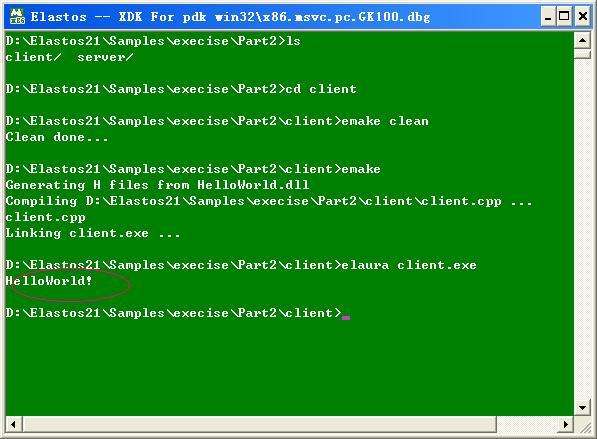 Elastos -- XDK For pdk win32\x86.msvc.pc.GK100.dbg
D:\Elastos21\Samples\execise\Part2>ls
client/  server/
D:\Elastos21\Samples\execise\Part2>cd client
D:\Elastos21\Samples\execise\Part2\client>emake clean
Clean done...
D:\Elastos21\Samples\execise\Part2\client>emake
Generating H files from HelloWorld.dll
Compiling D:\Elastos21\Samples\execise\Part2\client\client.cpp ...
client.cpp
Linking client.exe ...
D:\Elastos21\Samples\execise\Part2\client>elaura client.exe
HelloWorld!
D:\Elastos21\Samples\execise\Part2\client>